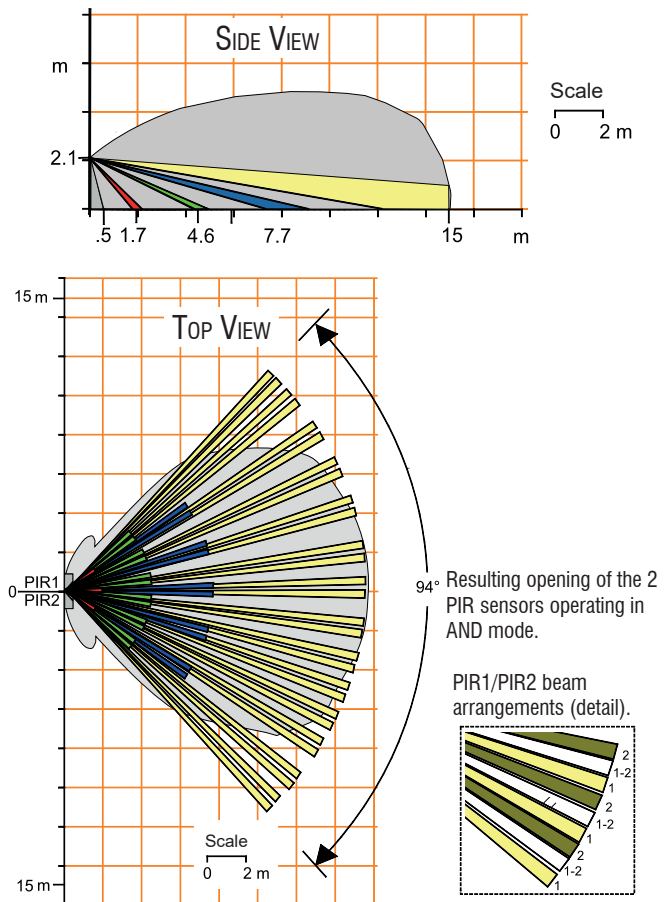 SIDE VIEW
m
Scale
0 2 m
2.1
.5 1.7 4.6 7.7 15 m
15 m
TOP VIEW
PIR1
0
PIR2
94°
Resulting opening of the 2
PIR sensors operating in
AND mode.
PIR1/PIR2 beam
arrangements (detail).
2
1-2
1
2
1-2
1
2
1-2
1
Scale
0 2 m
15 m